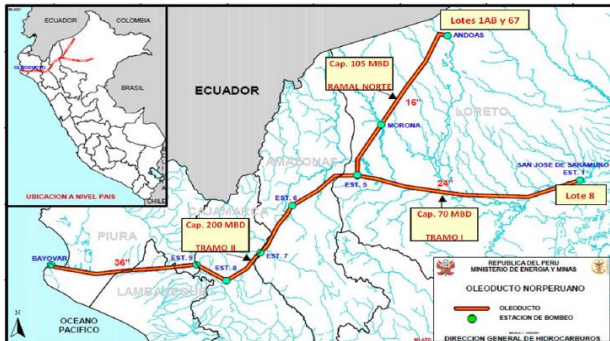 ECUADOR
COLOMBIA
OLEODUCTO
BRASIL
CHILE
UBICACION A NIVEL PAIS
Lotes 1AB y 67
ANDOAS
Cap. 105 MBD
RAMAL NORTE
ECUADOR
16"
LORETO
MORONA
AMAZONAS
SAN JOSE DE SARAMURO
EST. 1
EST. 5
24"
Lote 8
EST. 6
CAJAMARCA
Cap. 200 MBD
TRAMO II
Cap. 70 MBD
TRAMO I
PIURA
EST. 7
BAYOVAR
36"
EST. 9
EST. 8
LAMBAYEQUE
OCEANO
PACIFICO
REPUBLICA DEL PERU
MINISTERIO DE ENERGIA Y MINAS
OLEODUCTO NORPERUANO
OLEODUCTO
ESTACION DE BOMBEO
DIRECCION GENERAL DE HIDROCARBUROS